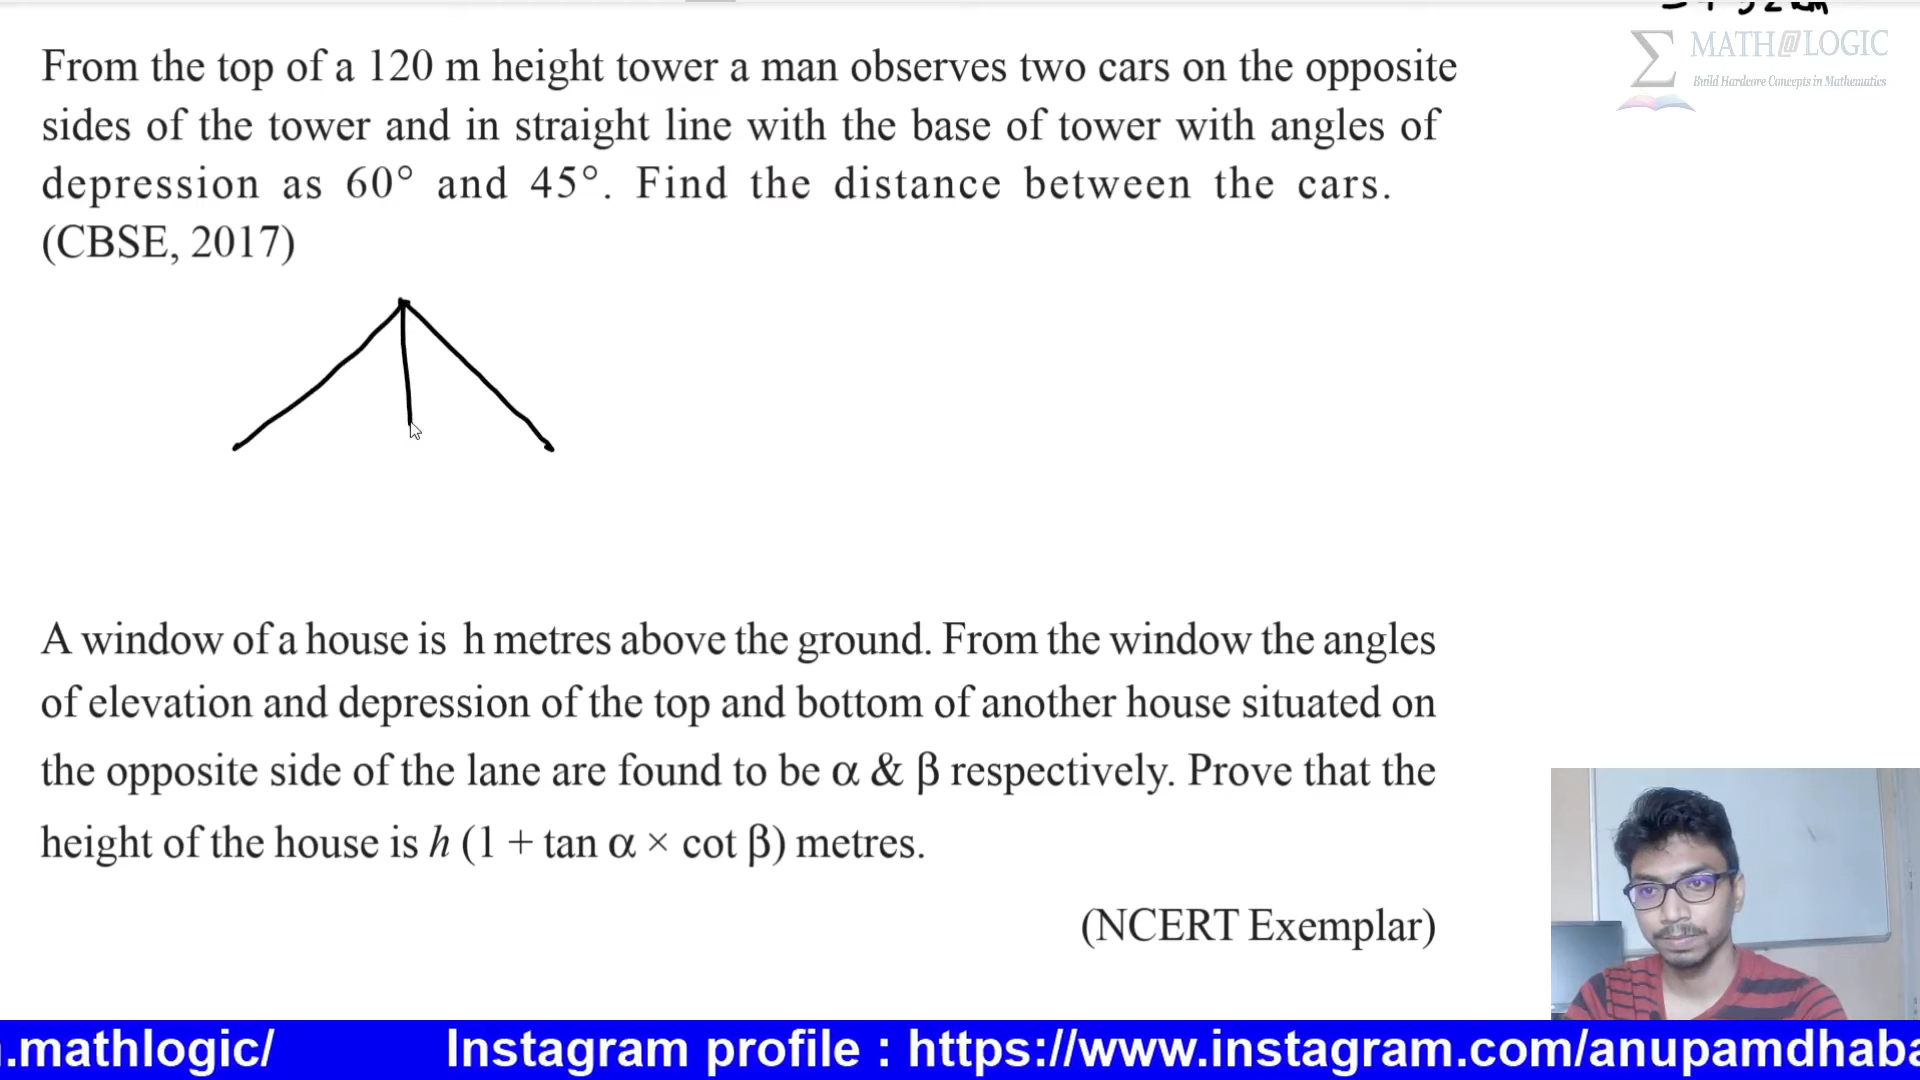 MATH@LOGIC
Build Hardcore Concepts in Mathematics
From the top of a 120 m height tower a man observes two cars on the opposite
sides of the tower and in straight line with the base of tower with angles of
depression as 60° and 45°. Find the distance between the cars.
(CBSE, 2017)
A window of a house is h metres above the ground. From the window the angles
of elevation and depression of the top and bottom of another house situated on
the opposite side of the lane are found to be α & β respectively. Prove that the
height of the house is h (1 + tan α × cot β) metres.
(NCERT Exemplar)
.mathlogic/ Instagram profile : https://www.instagram.com/anupamdhaba